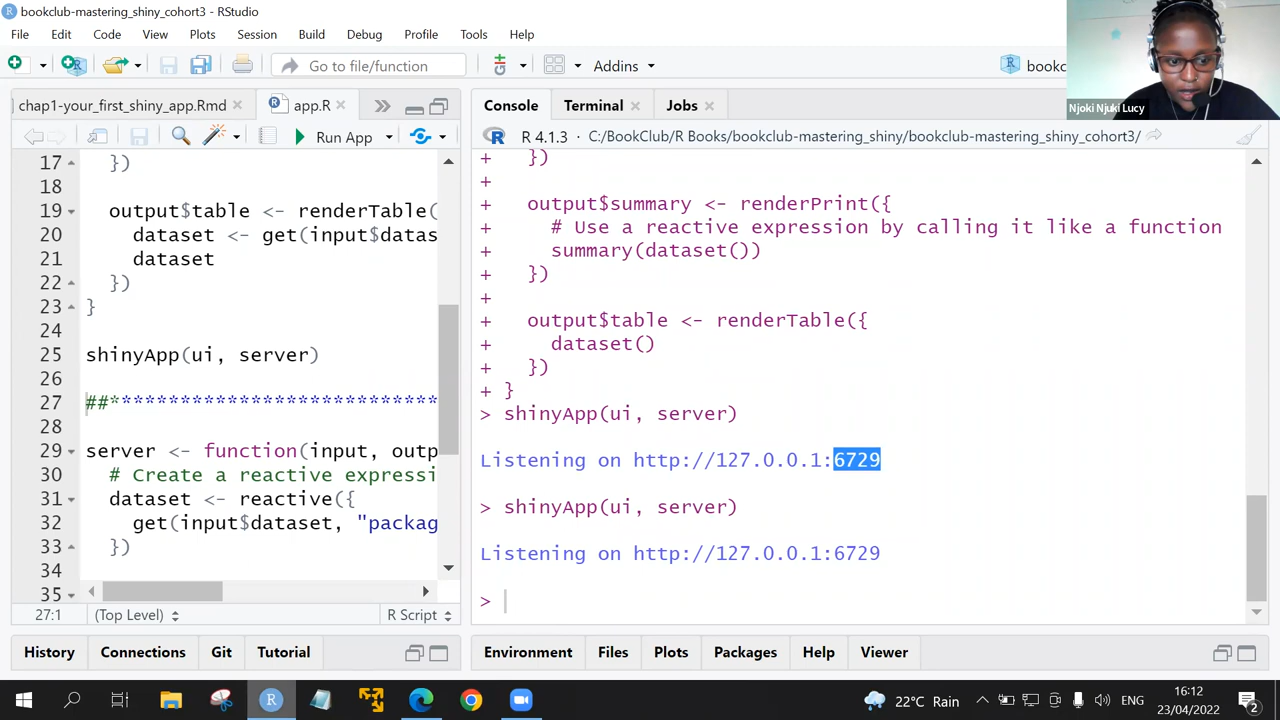 bookclub-mastering_shiny_cohort3 - RStudio
File Edit Code View Plots Session Build Debug Profile Tools Help
Go to file/function
Addins
bookc
Njoki Njuki Lucy
chap1-your_first_shiny_app.Rmd
app.R
Run App
17 })
18
19 output$table <- renderTable(
20 dataset <- get(input$datas
21 dataset
22 })
23 }
24
25 shinyApp(ui, server)
26
27 ##****************************
28
29 server <- function(input, outp
30 # Create a reactive expressi
31 dataset <- reactive({
32 get(input$dataset, "packag
33 })
34
35
27:1 (Top Level) R Script
History Connections Git Tutorial
Console Terminal Jobs
R 4.1.3 C:/BookClub/R Books/bookclub-mastering_shiny/bookclub-mastering_shiny_cohort3/
+ })
+
+ output$summary <- renderPrint({
+ # Use a reactive expression by calling it like a function
+ summary(dataset())
+ })
+
+ output$table <- renderTable({
+ dataset()
+ })
+ }
> shinyApp(ui, server)
Listening on http://127.0.0.1:6729
> shinyApp(ui, server)
Listening on http://127.0.0.1:6729
>
Environment Files Plots Packages Help Viewer
22°C Rain
ENG
16:12
23/04/2022
2